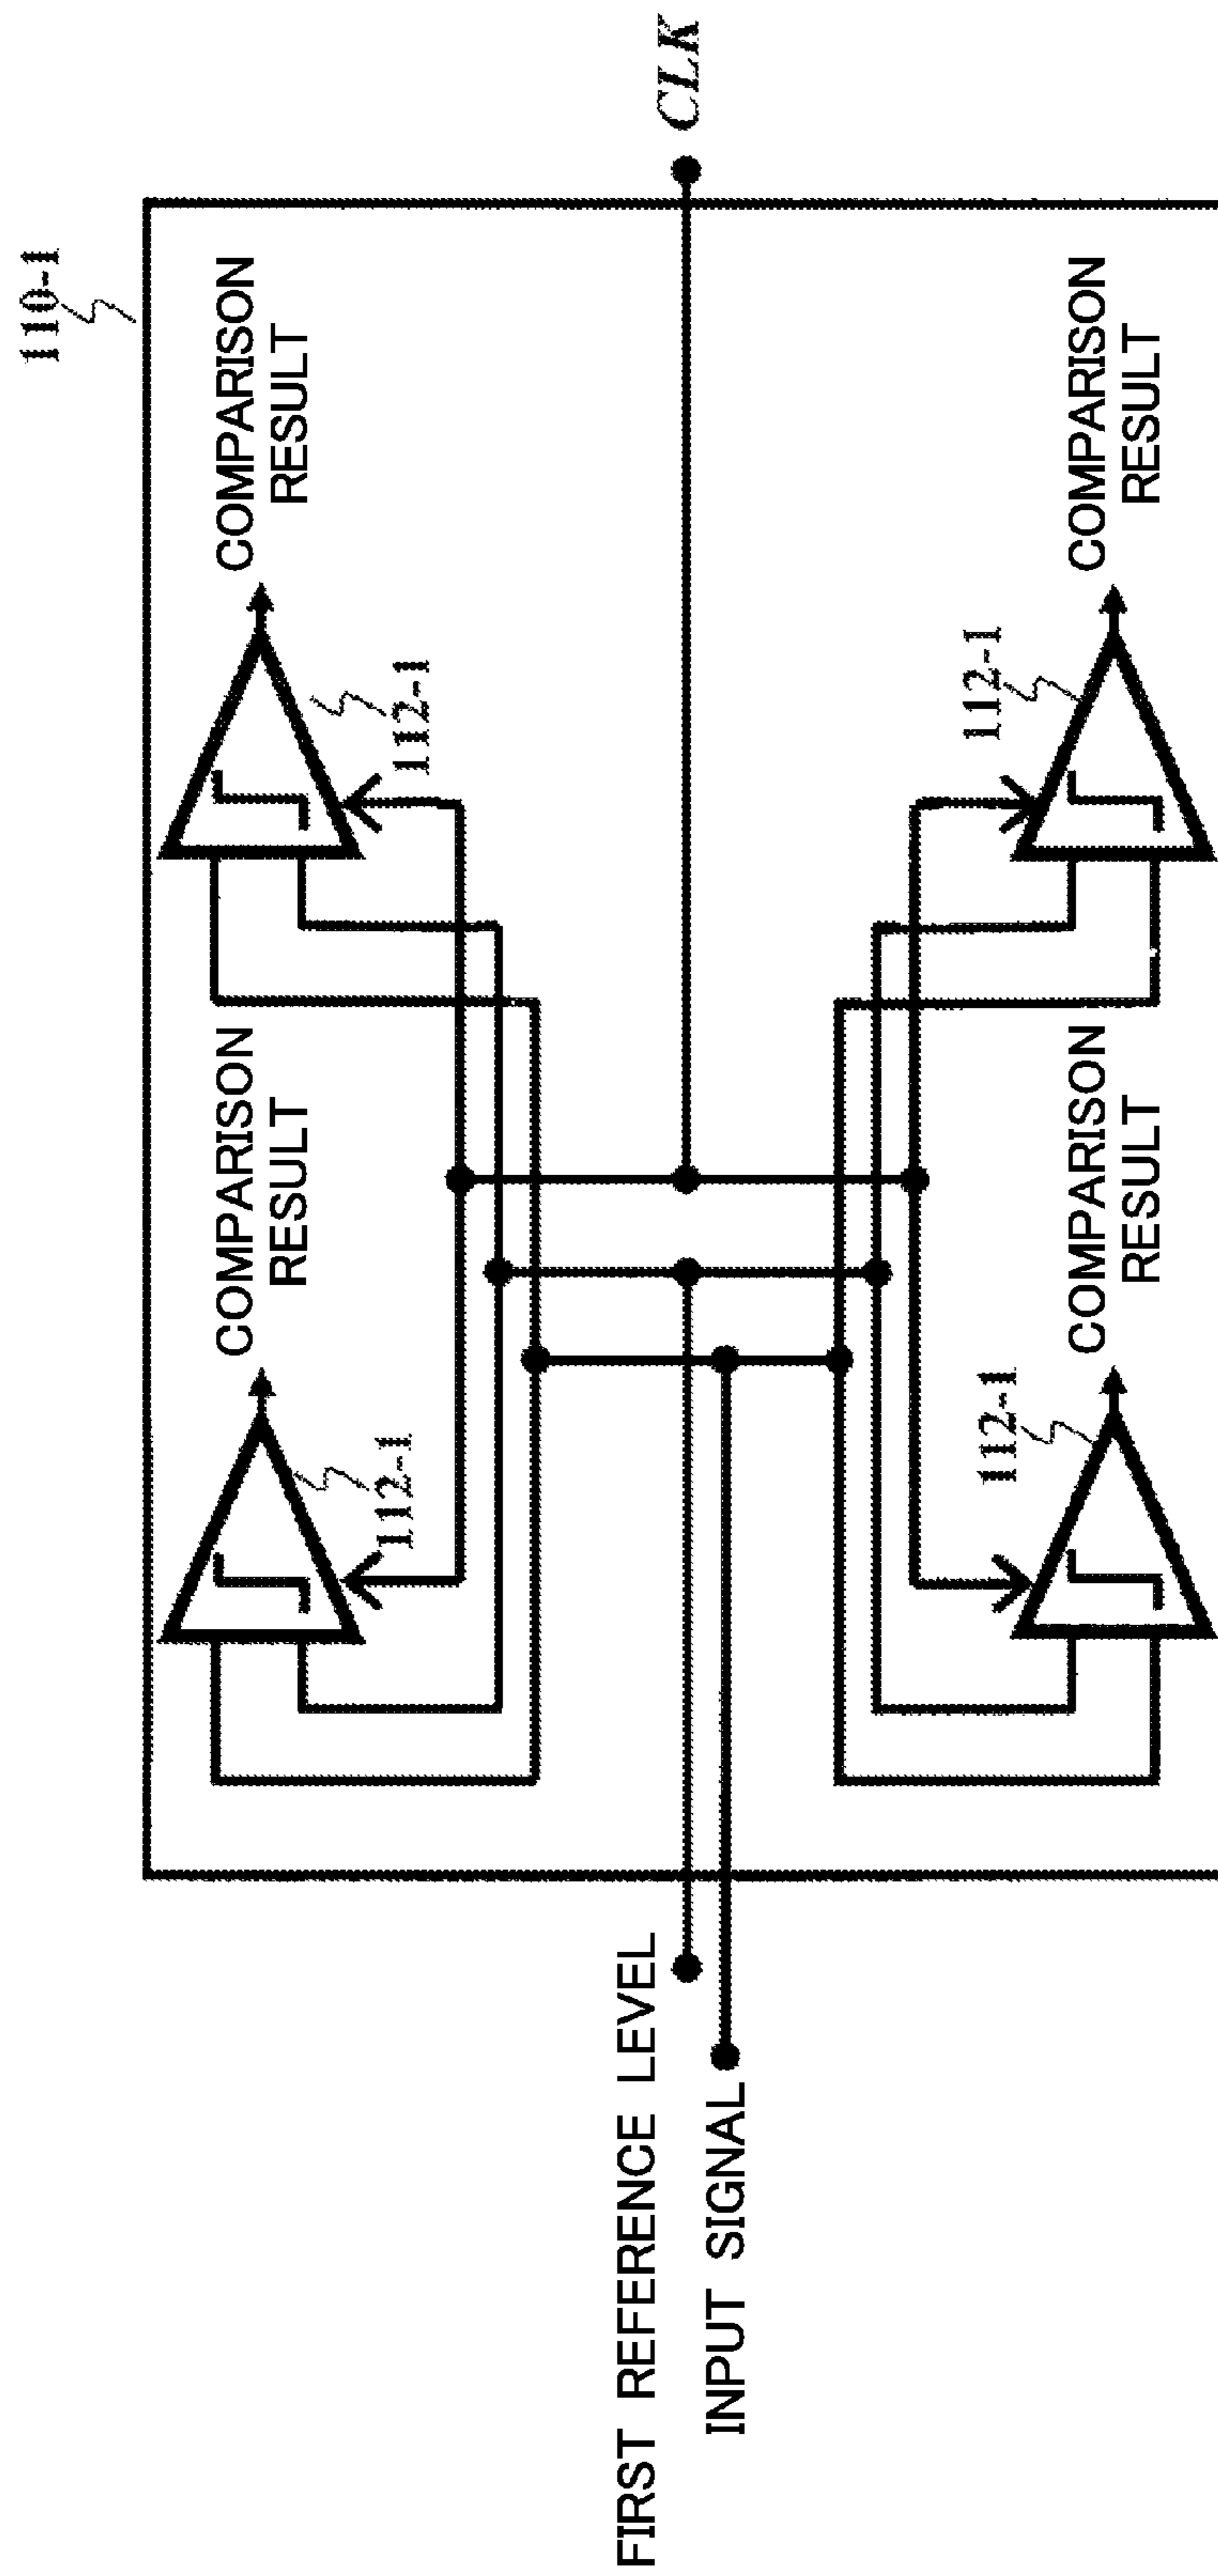 110-1
COMPARISON
RESULT
COMPARISON
RESULT
112-1
112-1
FIRST REFERENCE LEVEL
CLK
INPUT SIGNAL
112-1
112-1
COMPARISON
RESULT
COMPARISON
RESULT